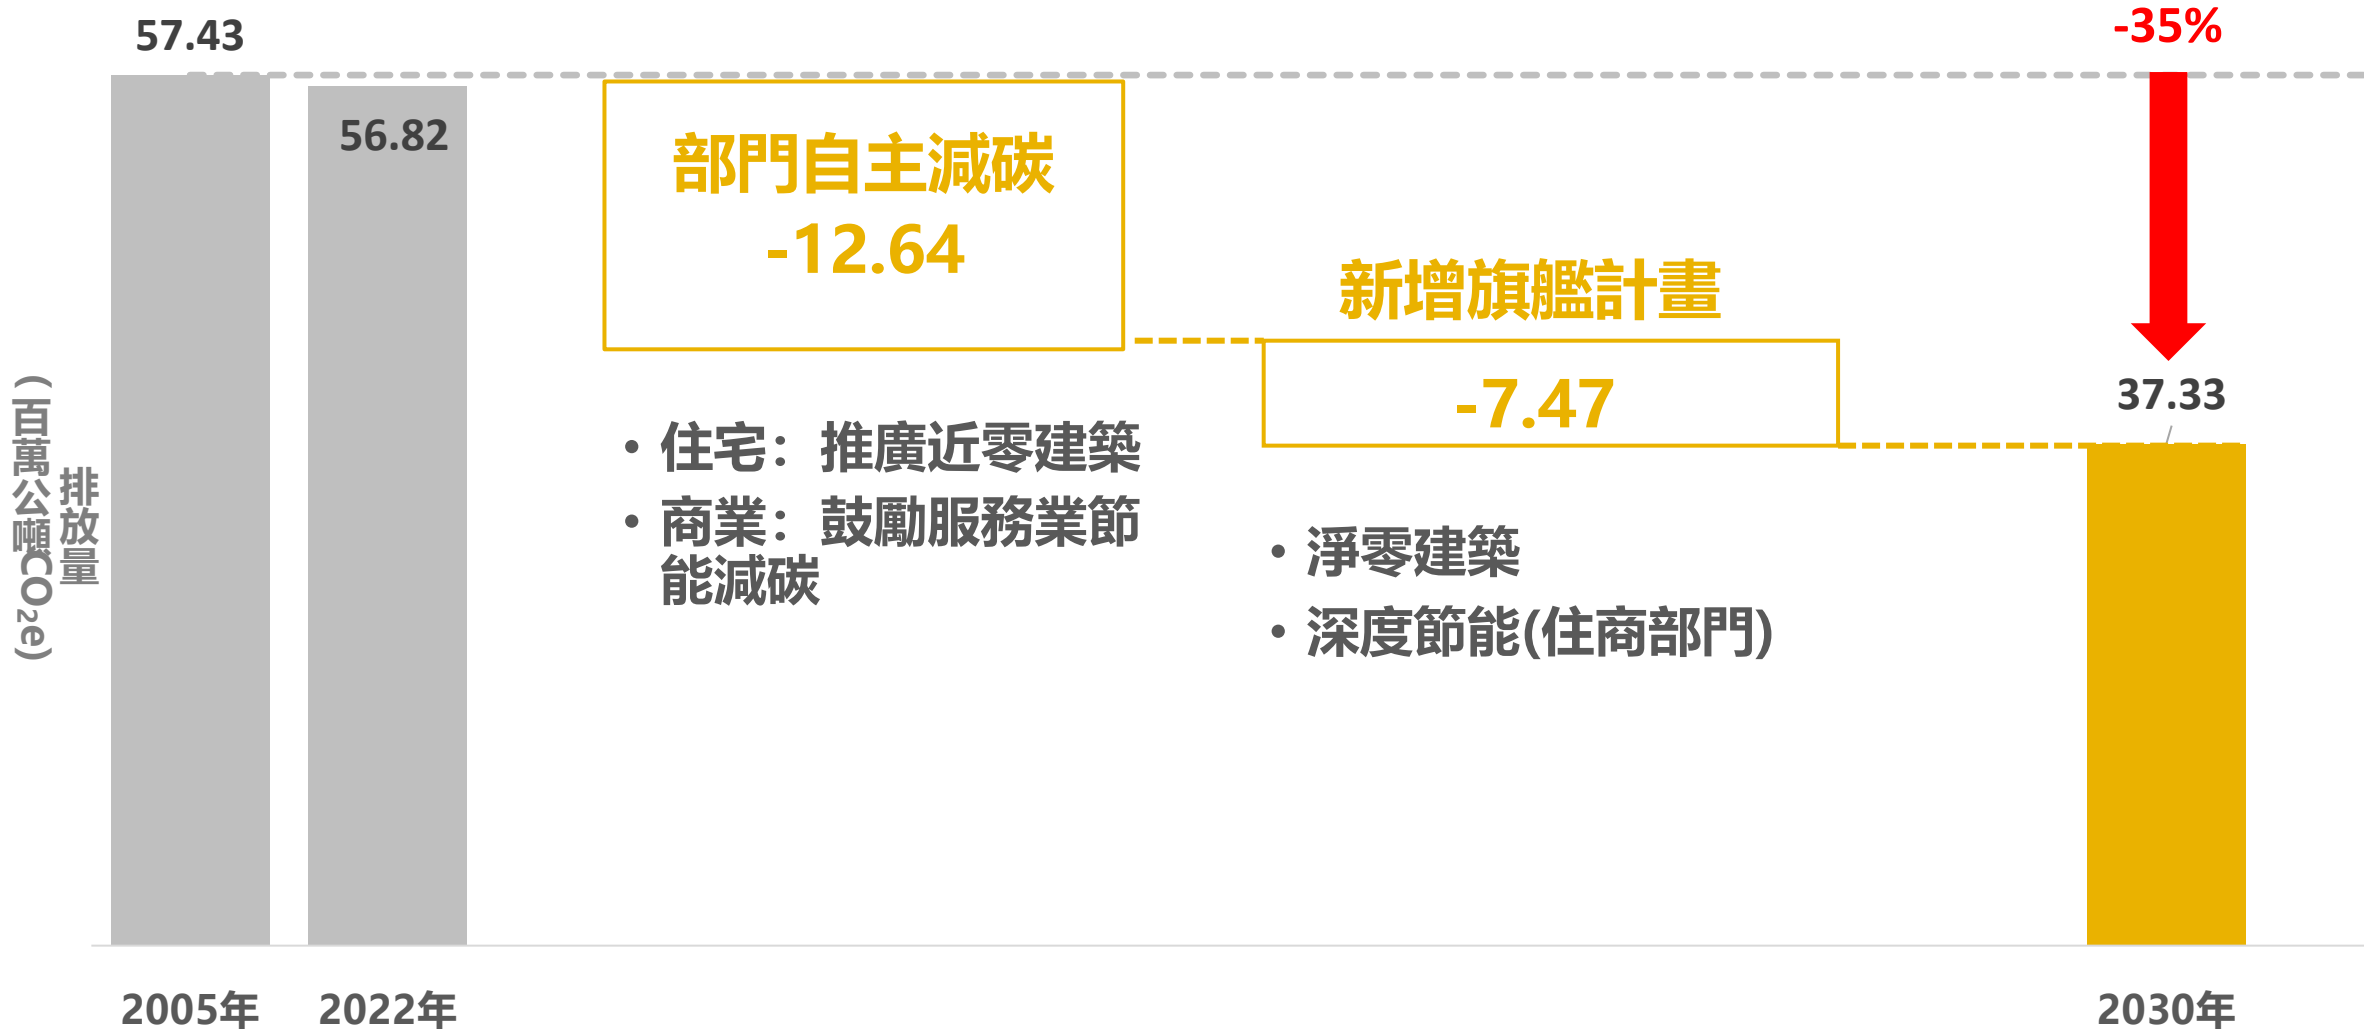 57.43
-35%
56.82
部門自主減碳
-12.64
新增旗艦計畫
-7.47
37.33
排放量
(百萬公噸CO₂e)
• 住宅：推廣近零建築
• 商業：鼓勵服務業節
能減碳
• 淨零建築
• 深度節能(住商部門)
2005年
2022年
2030年